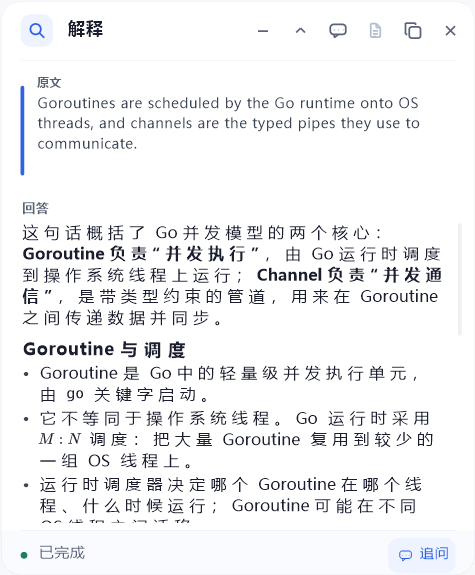 解释
原文
Goroutines are scheduled by the Go runtime onto OS
threads, and channels are the typed pipes they use to
communicate.
回答
这句话概括了 Go 并发模型的两个核心：
Goroutine 负责“并发执行”，由 Go 运行时调度
到操作系统线程上运行；Channel 负责“并发通
信”，是带类型约束的管道，用来在 Goroutine
之间传递数据并同步。
Goroutine 与调度
• Goroutine 是 Go 中的轻量级并发执行单元，
由 go 关键字启动。
• 它不等同于操作系统线程。Go 运行时采用
M:N 调度：把大量 Goroutine 复用到较少的
一组 OS 线程上。
• 运行时调度器决定哪个 Goroutine 在哪个线
程、什么时候运行；Goroutine 可能在不同
OS 线程之间迁移
已完成
追问